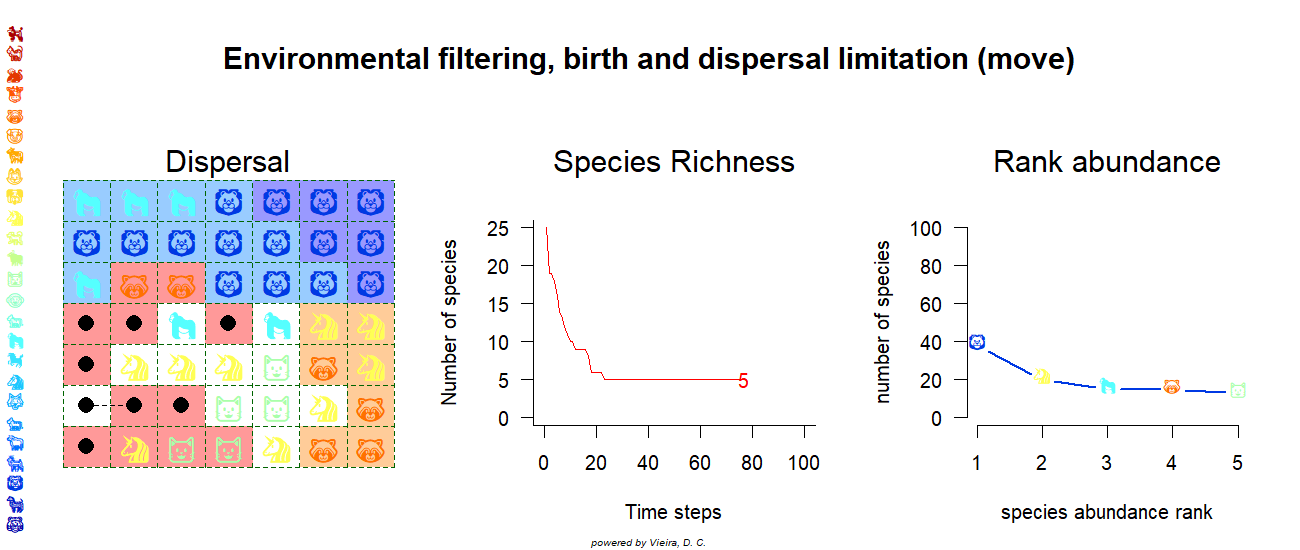 Environmental filtering, birth and dispersal limitation (move)
Dispersal
Species Richness
Number of species
25
20
15
10
5
0
5
0 20 40 60 80 100
Time steps
Rank abundance
number of species
100
80
60
40
20
0
1 2 3 4 5
species abundance rank
powered by Vieira, D. C.